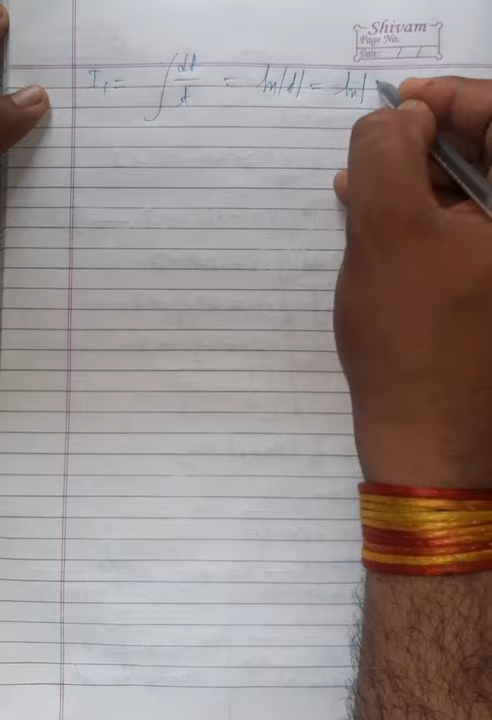 Shivam
Page No.
Date: / /
I₁ = ∫ dt/t = ln|t| = ln|